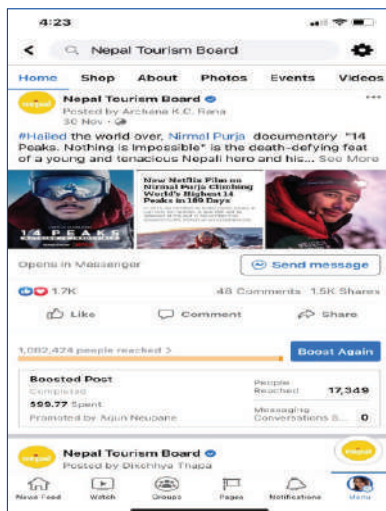 4:23
Nepal Tourism Board
Home Shop About Photos Events Videos
nepal
Nepal Tourism Board
Posted by Archana K.C. Rana
30 Nov
#Hailed the world over, Nirmal Purja documentary "14
Peaks. Nothing is Impossible" is the death-defying feat
of a young and tenacious Nepali hero and his... See More
14 PEAKS
New Netflix Film on
Nirmal Purja Climbing
World's Highest 14
Peaks in 189 Days
Opens in Messenger
Send message
1.7K
48 Comments · 1.5K Shares
Like Comment Share
1,082,424 people reached >
Boost Again
Boosted Post
Completed
$99.77 Spent
Promoted by Arjun Neupane
People
Reached 17,349
Messaging
Conversations S... 0
nepal
Nepal Tourism Board
Posted by Dikchhya Thapa
nepal
News Feed Watch Groups Pages Notifications Menu